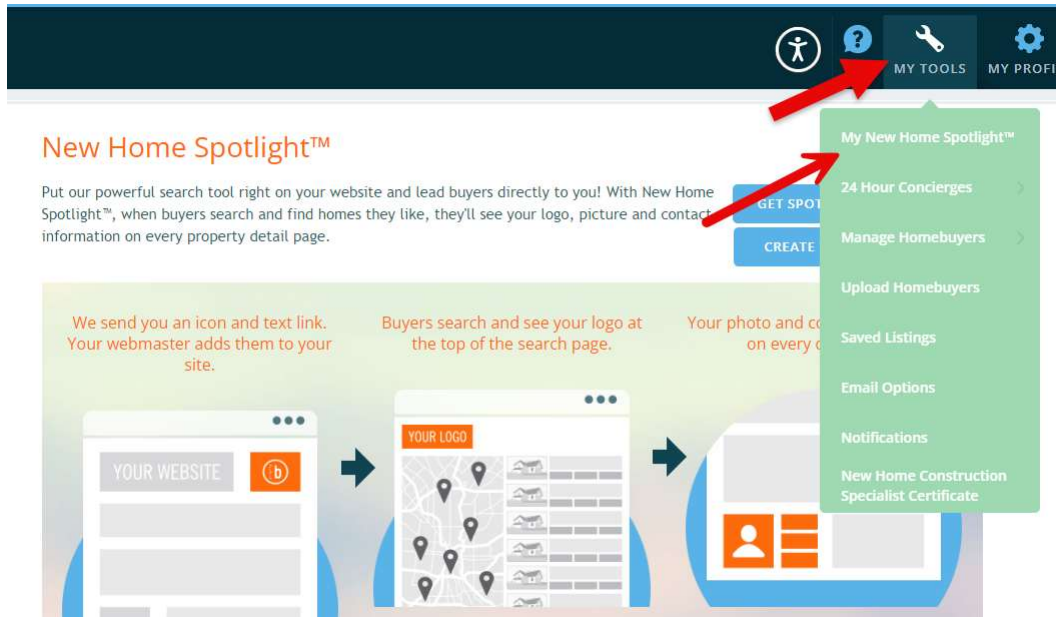 ?
MY TOOLS
MY PROFI
New Home Spotlight™
Put our powerful search tool right on your website and lead buyers directly to you! With New Home
Spotlight™, when buyers search and find homes they like, they'll see your logo, picture and contact
information on every property detail page.
GET SPOT
CREATE
My New Home Spotlight™
24 Hour Concierges
Manage Homebuyers
Upload Homebuyers
Saved Listings
Email Options
Notifications
New Home Construction
Specialist Certificate
We send you an icon and text link.
Your webmaster adds them to your
site.
Buyers search and see your logo at
the top of the search page.
Your photo and co
on every
YOUR WEBSITE
b
YOUR LOGO